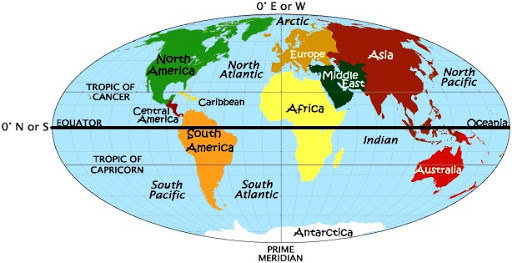 0° E or W
Arctic
North
America
North
Atlantic
Europe
Asia
Middle
East
North
Pacific
TROPIC OF
CANCER
Caribbean
Central
America
Africa
0° N or S
EQUATOR
Oceania
South
America
Indian
TROPIC OF
CAPRICORN
Australia
South
Pacific
South
Atlantic
Antarctica
PRIME
MERIDIAN